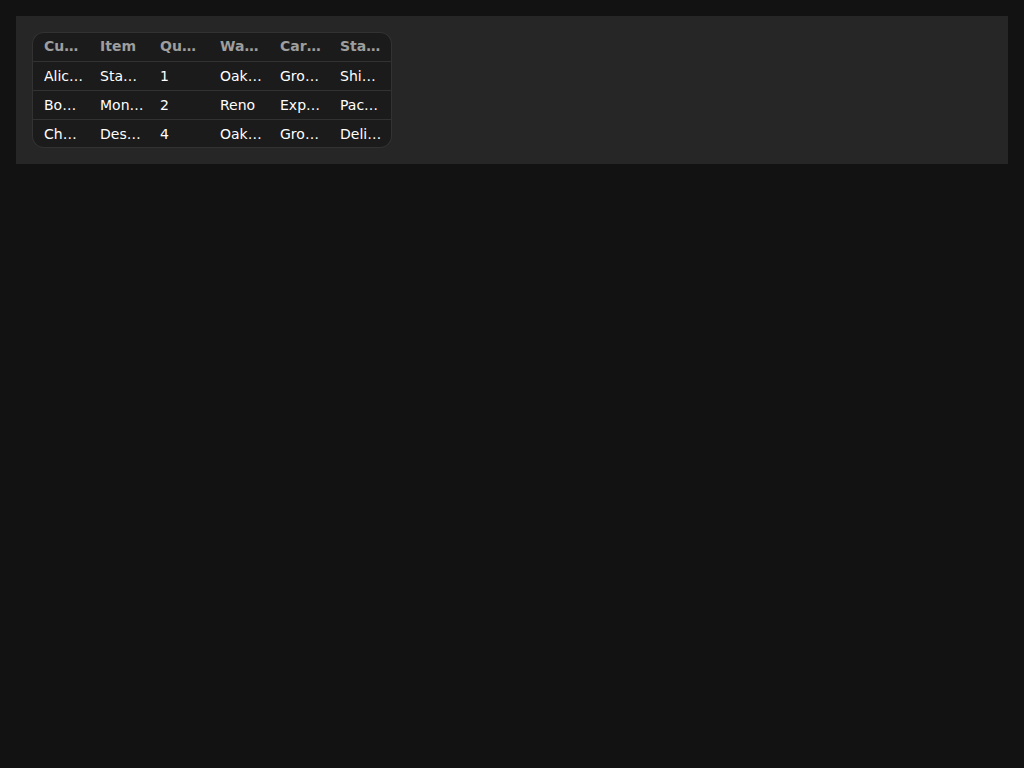 Cu… Item Qu… Wa… Car… Sta…
Alic… Sta… 1 Oak… Gro… Shi…
Bo… Mon… 2 Reno Exp… Pac…
Ch… Des… 4 Oak… Gro… Deli…